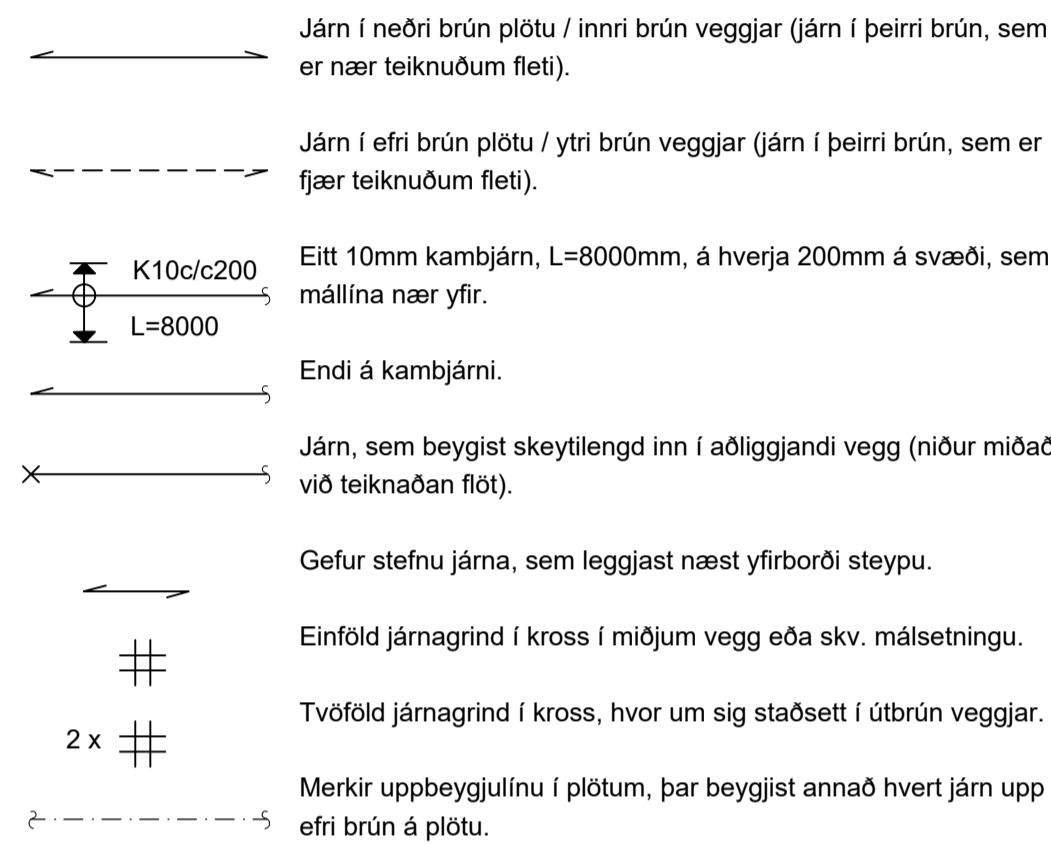 Járn í neðri brún plötu / innri brún veggjar (járn í þeirri brún, sem
er nær teiknuðum fleti).
Járn í efri brún plötu / ytri brún veggjar (járn í þeirri brún, sem er
fjær teiknuðum fleti).
K10c/c200
L=8000
Eitt 10mm kambjárn, L=8000mm, á hverja 200mm á svæði, sem
mállína nær yfir.
Endi á kambjárni.
Járn, sem beygist skeytilengd inn í aðliggjandi vegg (niður miðað
við teiknaðan flöt).
Gefur stefnu járna, sem leggjast næst yfirborði steypu.
Einföld járnagrind í kross í miðjum vegg eða skv. málsetningu.
2 x
Tvöföld járnagrind í kross, hvor um sig staðsett í útbrún veggjar.
Merkir uppbeygjulínu í plötum, þar beygjist annað hvert járn upp
efri brún á plötu.